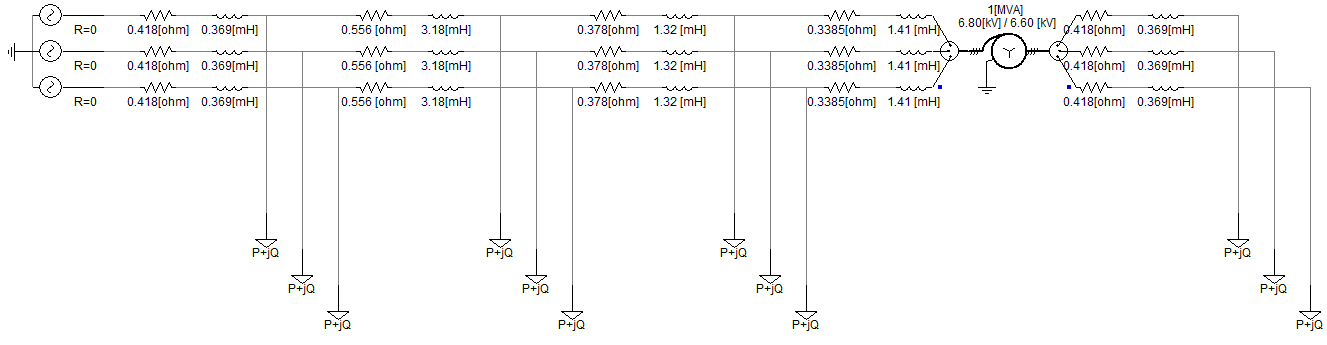 1[MVA]
6.80[kV] / 6.60 [kV]
R=0 0.418[ohm] 0.369[mH] 0.556 [ohm] 3.18[mH] 0.378[ohm] 1.32 [mH] 0.3385[ohm] 1.41 [mH] 0.418[ohm] 0.369[mH]
R=0 0.418[ohm] 0.369[mH] 0.556 [ohm] 3.18[mH] 0.378[ohm] 1.32 [mH] 0.3385[ohm] 1.41 [mH] 0.418[ohm] 0.369[mH]
R=0 0.418[ohm] 0.369[mH] 0.556 [ohm] 3.18[mH] 0.378[ohm] 1.32 [mH] 0.3385[ohm] 1.41 [mH] 0.418[ohm] 0.369[mH]
P+jQ P+jQ P+jQ P+jQ
P+jQ P+jQ P+jQ P+jQ
P+jQ P+jQ P+jQ P+jQ